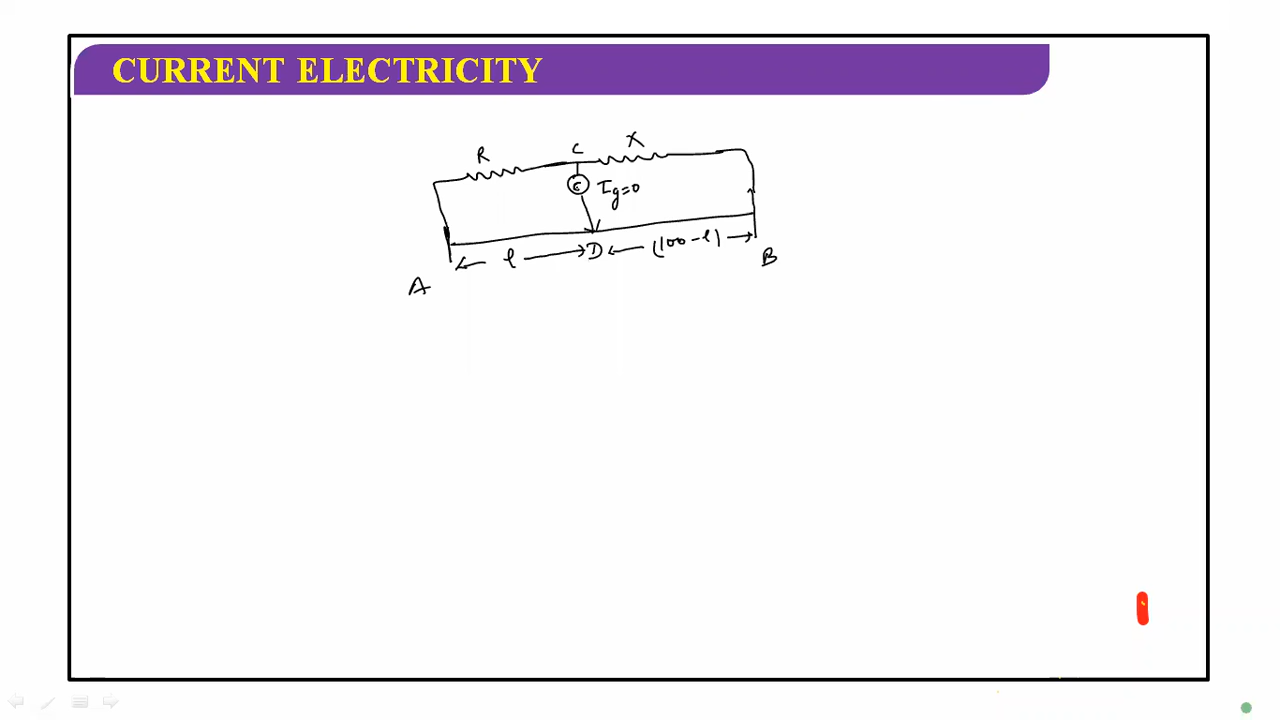 CURRENT ELECTRICITY
R C X
G Ig=0
l D (100-l)
A B